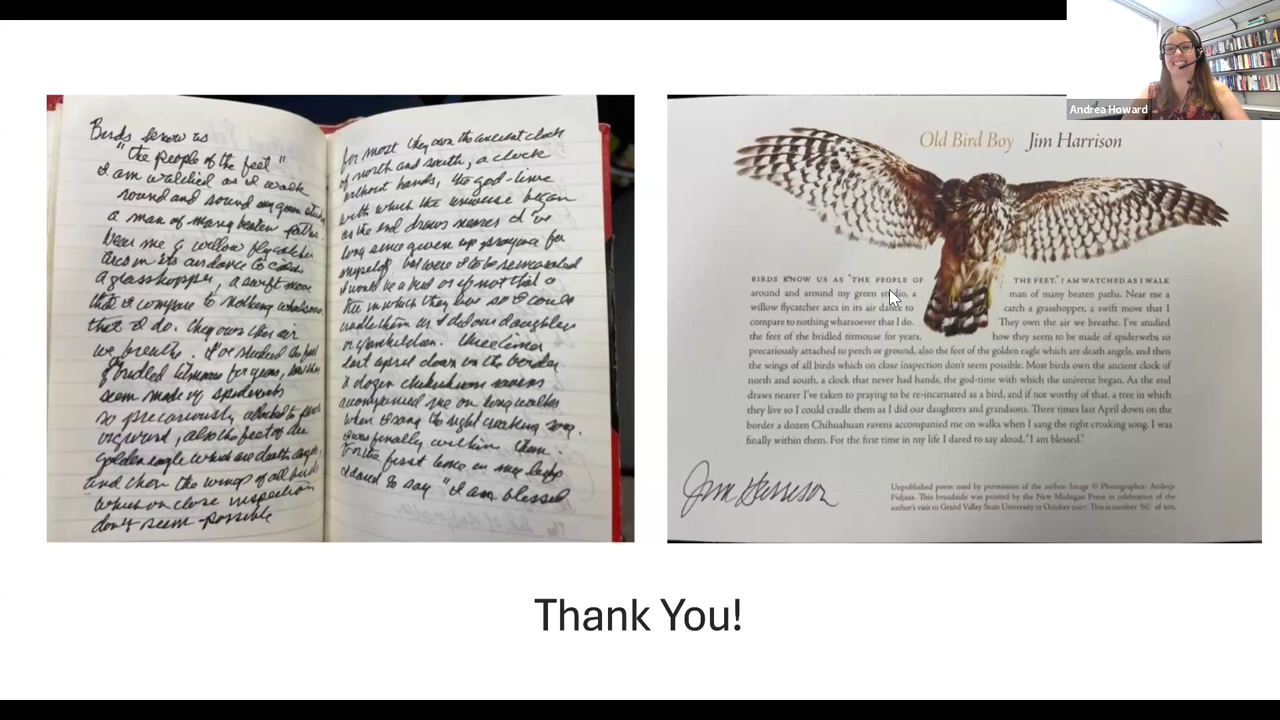 Andrea Howard
Birds know us
"the people of the feet"
I am watched as I walk
round and round my green studio
a man of many beaten paths.
Near me a willow flycatcher
arcs in its air dance to catch
a grasshopper, a swift move
that I compare to nothing whatsoever
that I do. They own the air
we breathe. I've studied the feet
of bridled titmouse for years,
seem made of spiderwebs
so precariously attached to perch
or ground, also the feet of the
golden eagle which are death angels,
and then the wings of all birds
which on close inspection
don't seem possible
for most they own the ancient clock
of north and south, a clock
without hands, the god-time
with which the universe began
as the end draws nearer I've
long since given up praying for
myself but were I to be reincarnated
I would be a bird or if not that a
tree in which they live so I could
cradle them as I did our daughters
or grandchildren. Three times
last April down on the border
a dozen chihuahuan ravens
accompanied me on long walks
when I sang the right croaking song.
I was finally within them.
For the first time in my life
I dared to say "I am blessed
Old Bird Boy Jim Harrison
BIRDS KNOW US AS "THE PEOPLE OF THE FEET." I AM WATCHED AS I WALK
around and around my green studio, a man of many beaten paths. Near me a
willow flycatcher arcs in its air dance to catch a grasshopper, a swift move that I
compare to nothing whatsoever that I do. They own the air we breathe. I've studied
the feet of the bridled titmouse for years, how they seem to be made of spiderwebs so
precariously attached to perch or ground, also the feet of the golden eagle which are death angels, and then
the wings of all birds which on close inspection don't seem possible. Most birds own the ancient clock of
north and south, a clock that never had hands, the god-time with which the universe began. As the end
draws nearer I've taken to praying to be re-incarnated as a bird, and if not worthy of that, a tree in which
they live so I could cradle them as I did our daughters and grandsons. Three times last April down on the
border a dozen Chihuahuan ravens accompanied me on walks when I sang the right croaking song. I was
finally within them. For the first time in my life I dared to say aloud, "I am blessed."
Jim Harrison
Unpublished poem used by permission of the author. Image © Photographer: Andrzej
Pidjass. This broadside was printed by the New Michigan Press in celebration of the
author's visit to Grand Valley State University in October 2007. This is number of 500.
Thank You!